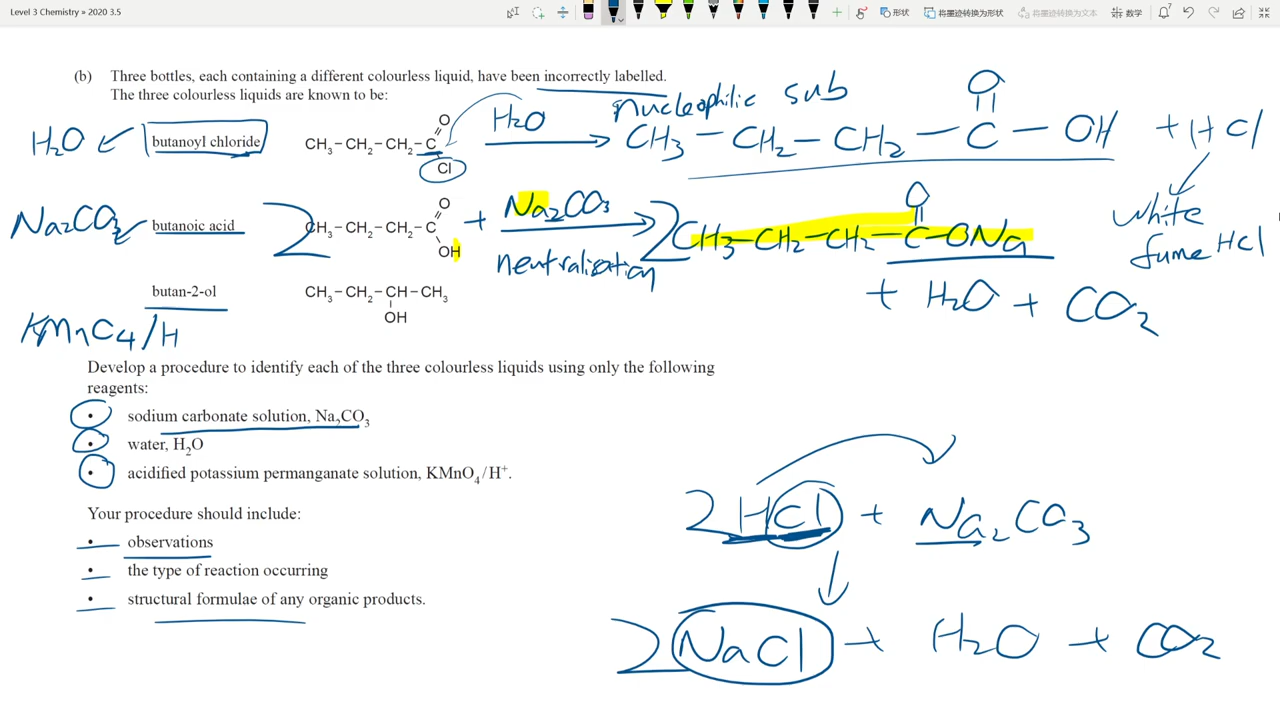 Level 3 Chemistry » 2020 3.5
形状 将墨迹转换为形状 将墨迹转换为文本 数学 7
(b) Three bottles, each containing a different colourless liquid, have been incorrectly labelled.
The three colourless liquids are known to be:
nucleophilic sub
H2O butanoyl chloride CH3–CH2–CH2–C O Cl H2O CH3 – CH2 – CH2 – C O – OH + HCl
white fume HCl
Na2CO3 butanoic acid 2 CH3–CH2–CH2–C O OH + Na2CO3 2 CH3–CH2–CH2–C O –ONa
neutralisation + H2O + CO2
butan-2-ol CH3–CH2–CH–CH3
OH
KMnC4/H
Develop a procedure to identify each of the three colourless liquids using only the following
reagents:
• sodium carbonate solution, Na2CO3
• water, H2O
• acidified potassium permanganate solution, KMnO4/H+.
Your procedure should include:
• observations
• the type of reaction occurring
• structural formulae of any organic products.
2HCl + Na2CO3
2NaCl + H2O + CO2